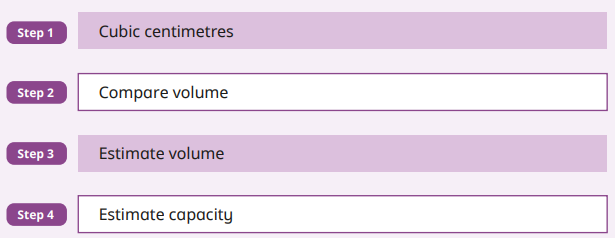 Step 1 Cubic centimetres
Step 2 Compare volume
Step 3 Estimate volume
Step 4 Estimate capacity